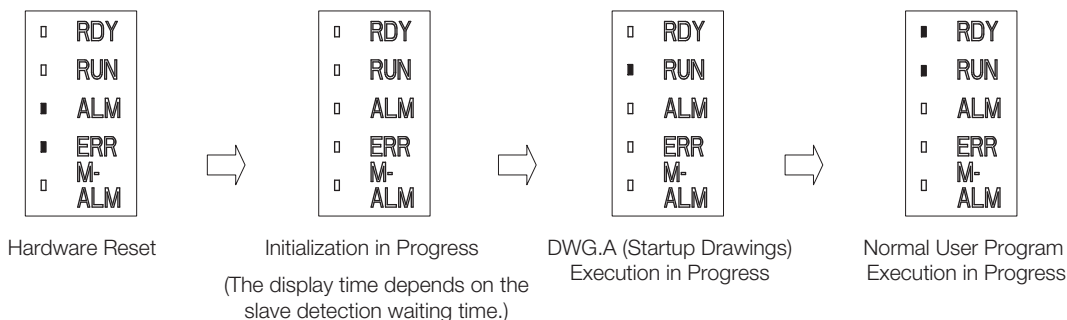 RDY
RUN
ALM
ERR
M-
ALM
Hardware Reset
RDY
RUN
ALM
ERR
M-
ALM
Initialization in Progress
(The display time depends on the
slave detection waiting time.)
RDY
RUN
ALM
ERR
M-
ALM
DWG.A (Startup Drawings)
Execution in Progress
RDY
RUN
ALM
ERR
M-
ALM
Normal User Program
Execution in Progress